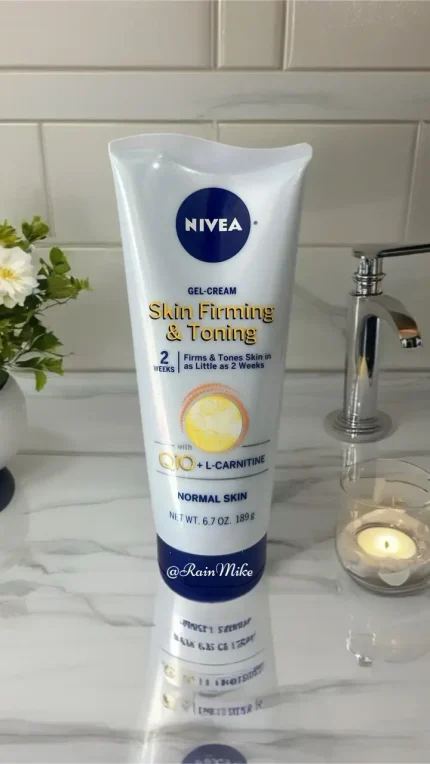 NIVEA
GEL-CREAM
Skin Firming
& Toning
2
WEEKS
Firms & Tones Skin in
as Little as 2 Weeks
with
Q10 + L-CARNITINE
NORMAL SKIN
NET WT. 6.7 OZ. 189 g
@RainMike